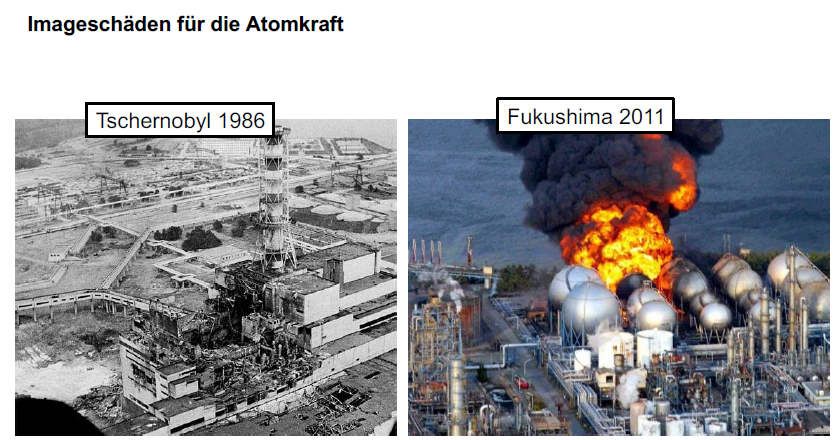 Imageschäden für die Atomkraft
Tschernobyl 1986
Fukushima 2011